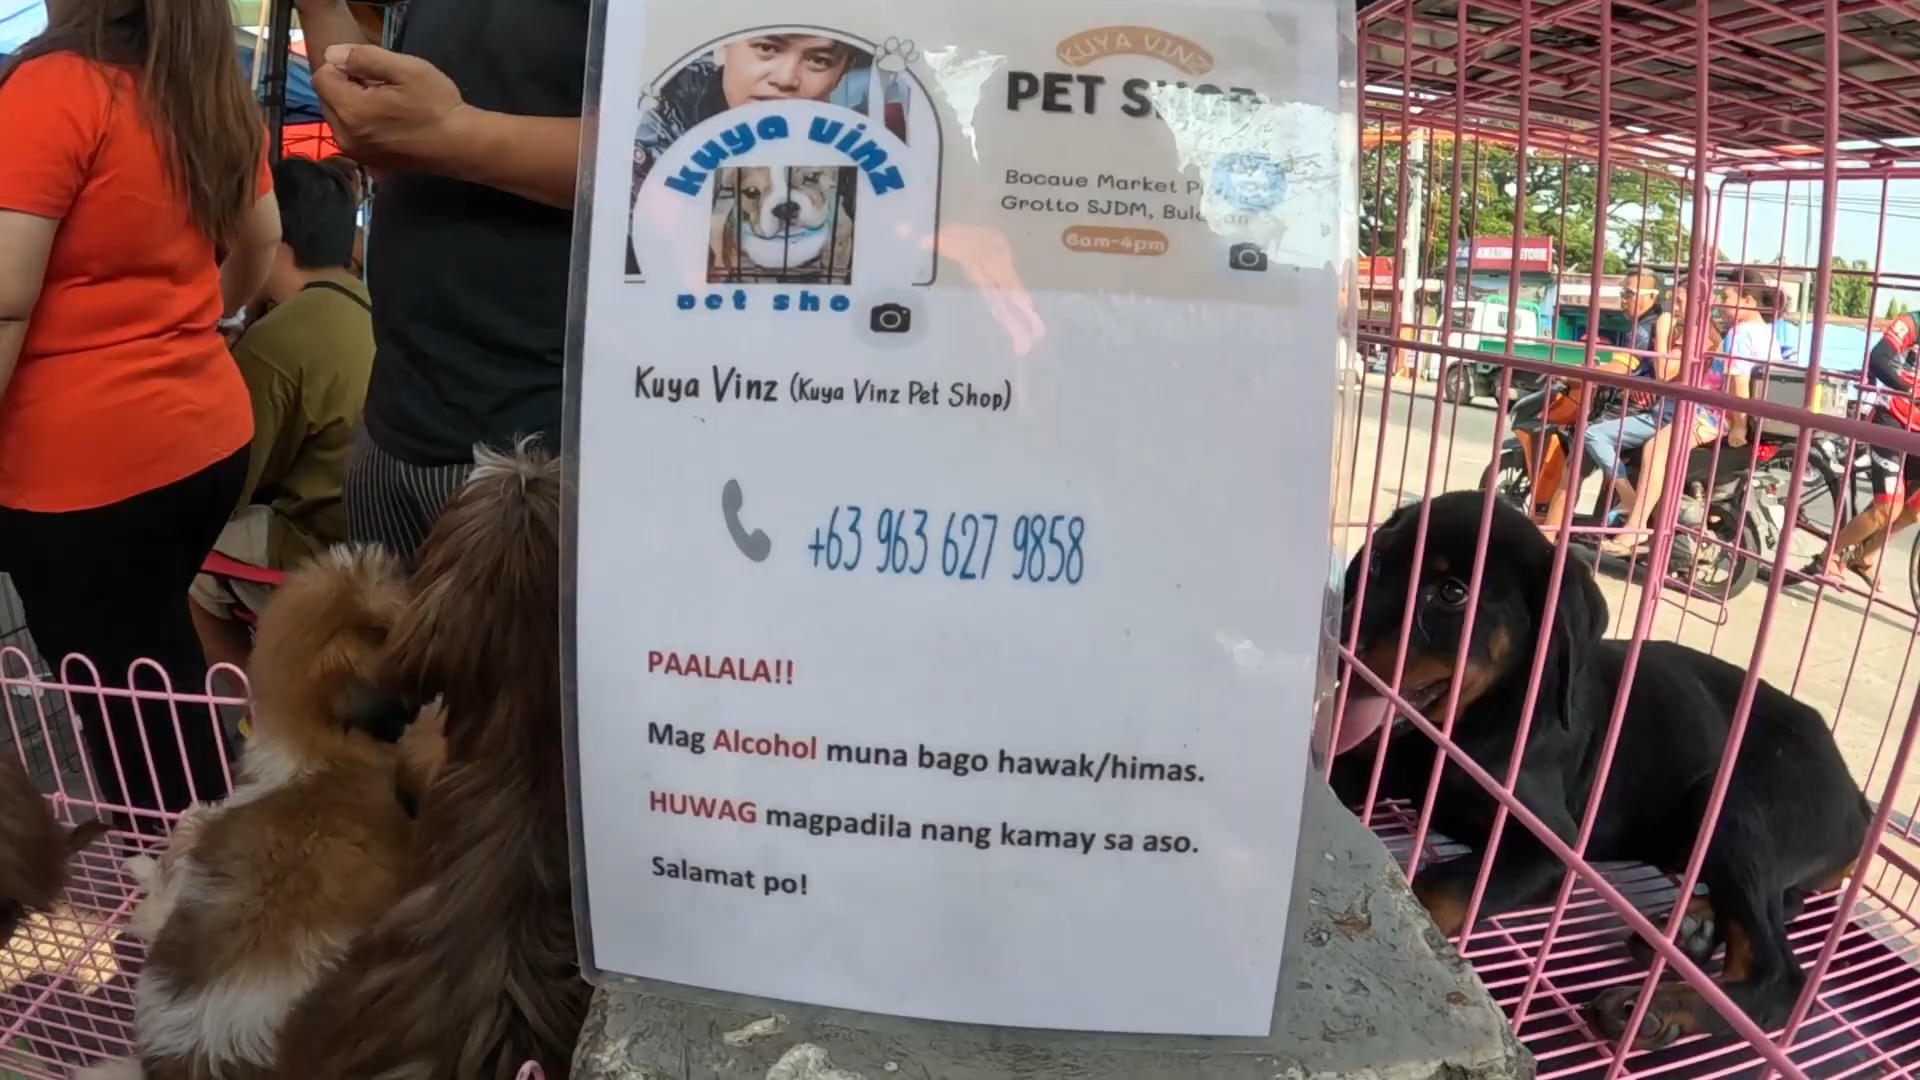 kuya vinz
pet sho
KUYA VINZ
PET SHOP
Bocaue Market
Grotto SJDM,
6am-4pm
Kuya Vinz (Kuya Vinz Pet Shop)
+63 963 627 9858
PAALALA!!
Mag Alcohol muna bago hawak/himas.
HUWAG magpadila nang kamay sa aso.
Salamat po!